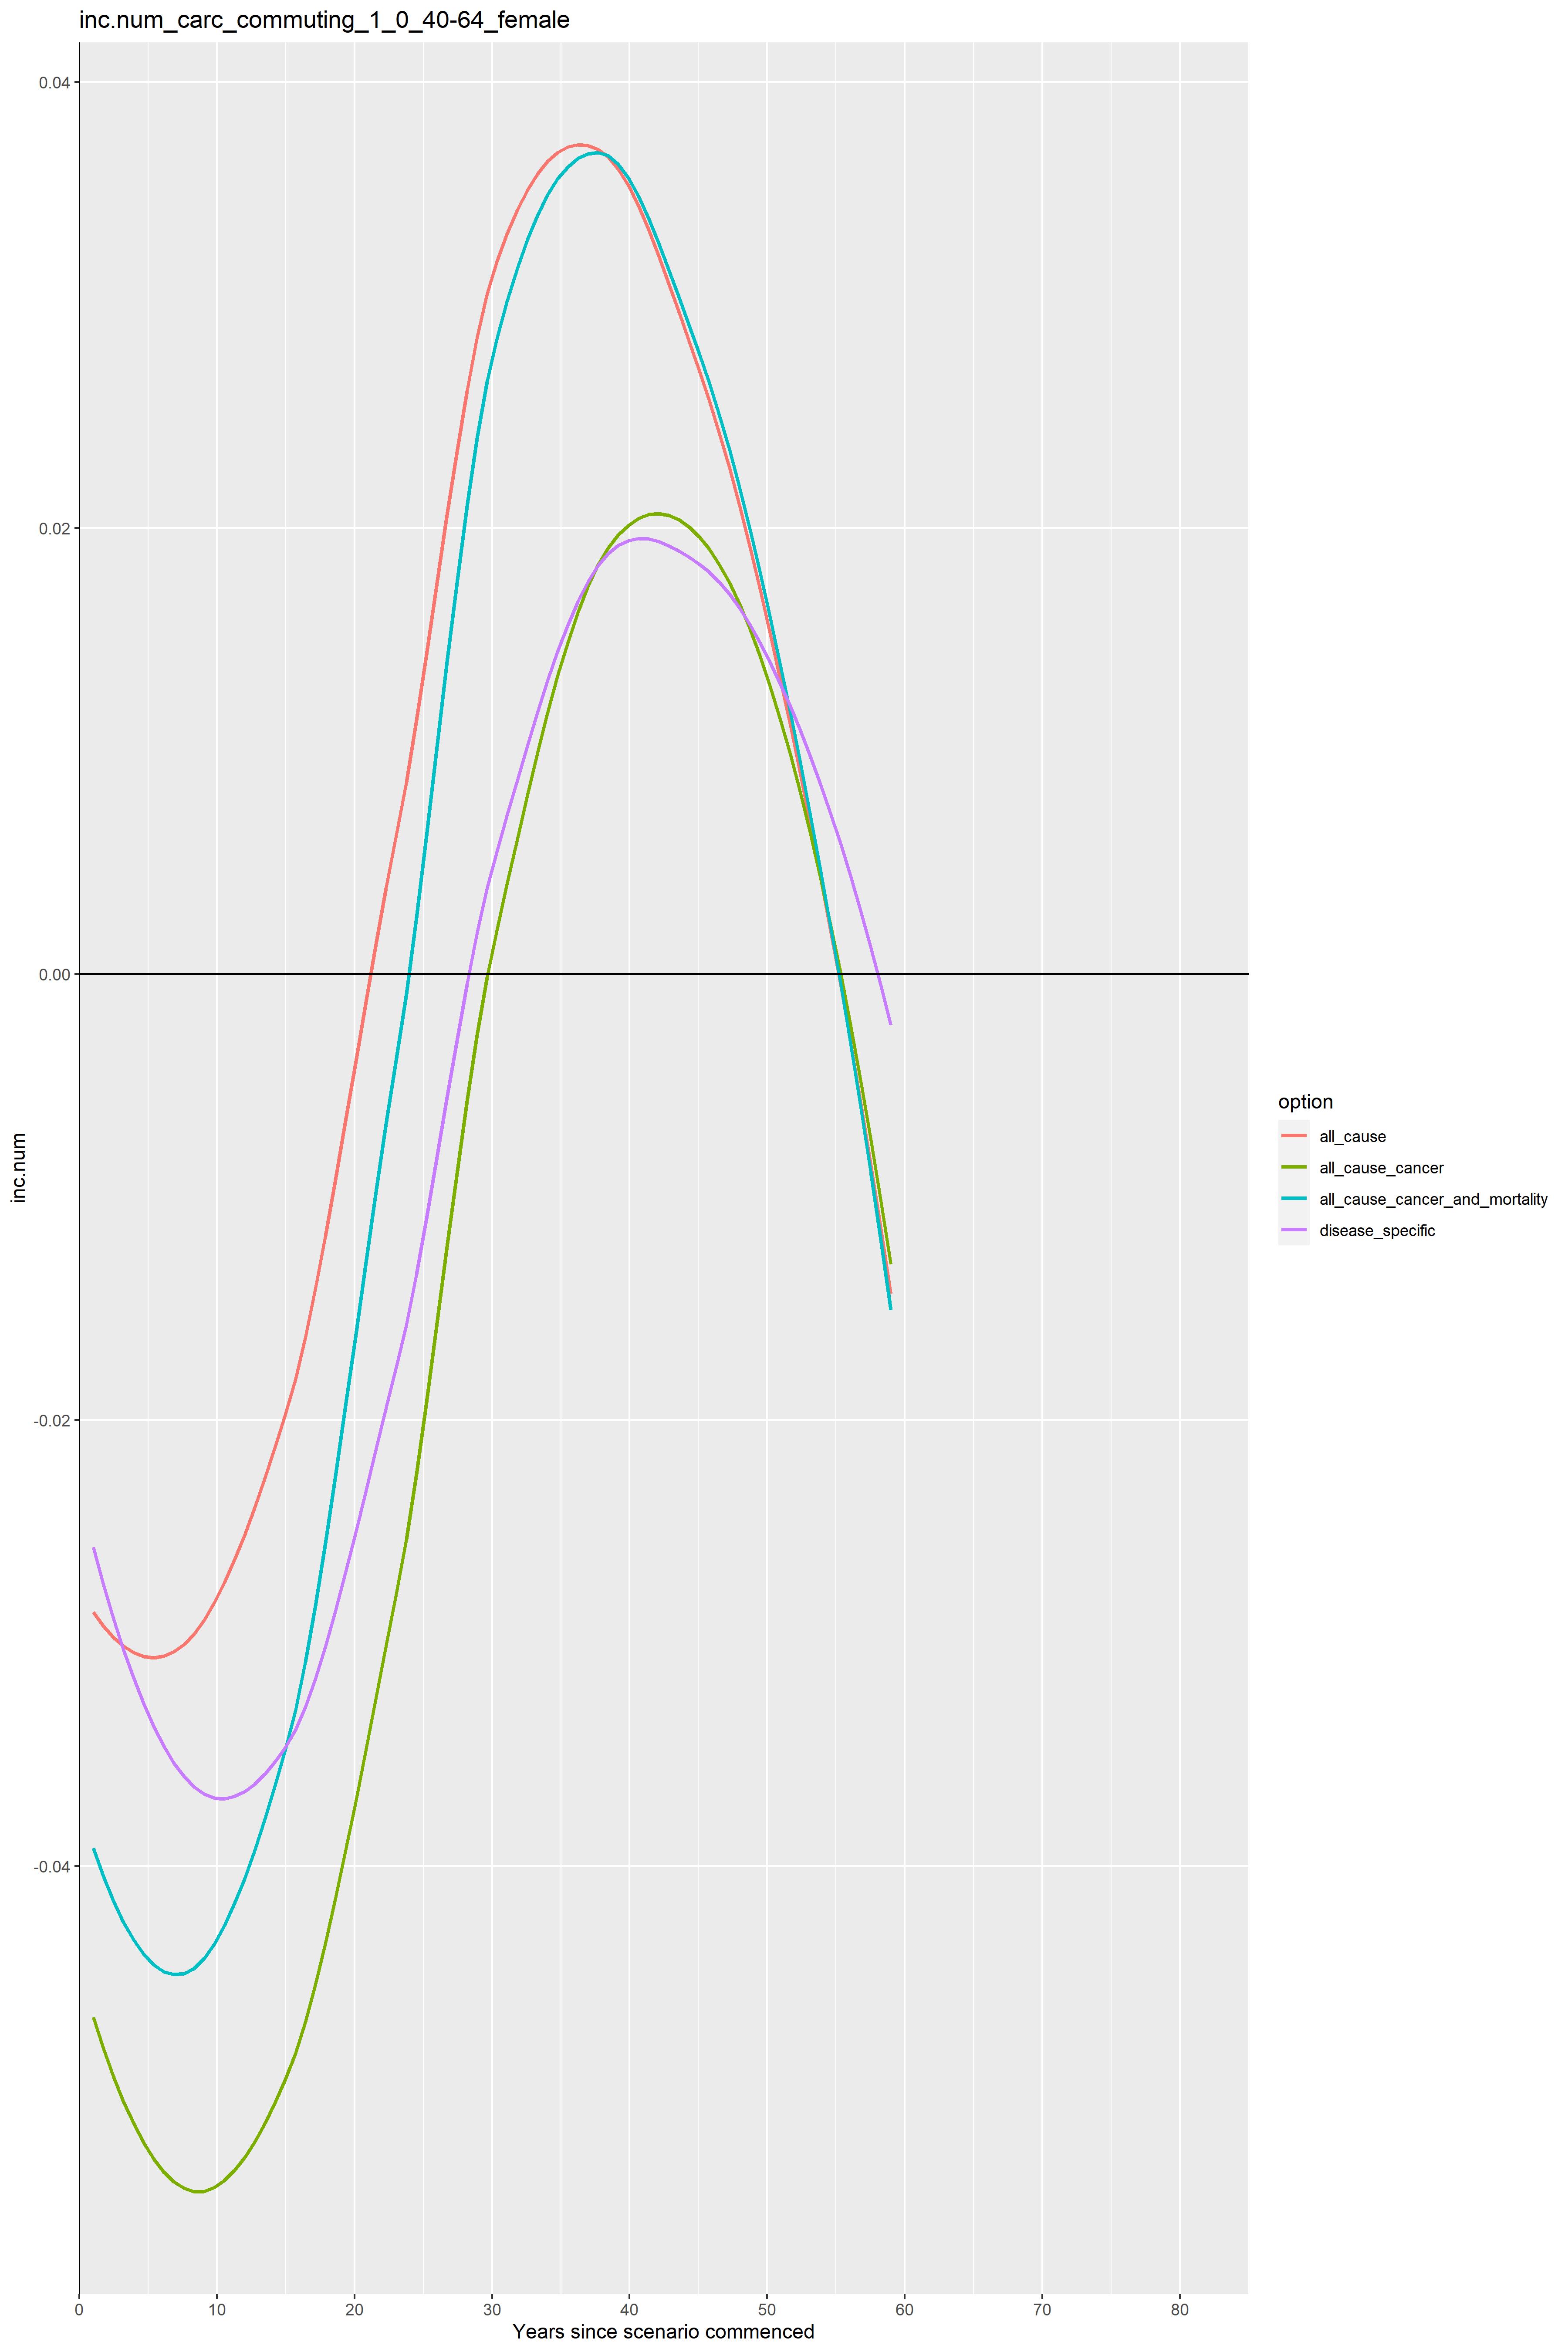 inc.num_carc_commuting_1_0_40-64_female
0.04
0.02
0.00
-0.02
-0.04
inc.num
0 10 20 30 40 50 60 70 80
Years since scenario commenced
option
all_cause
all_cause_cancer
all_cause_cancer_and_mortality
disease_specific